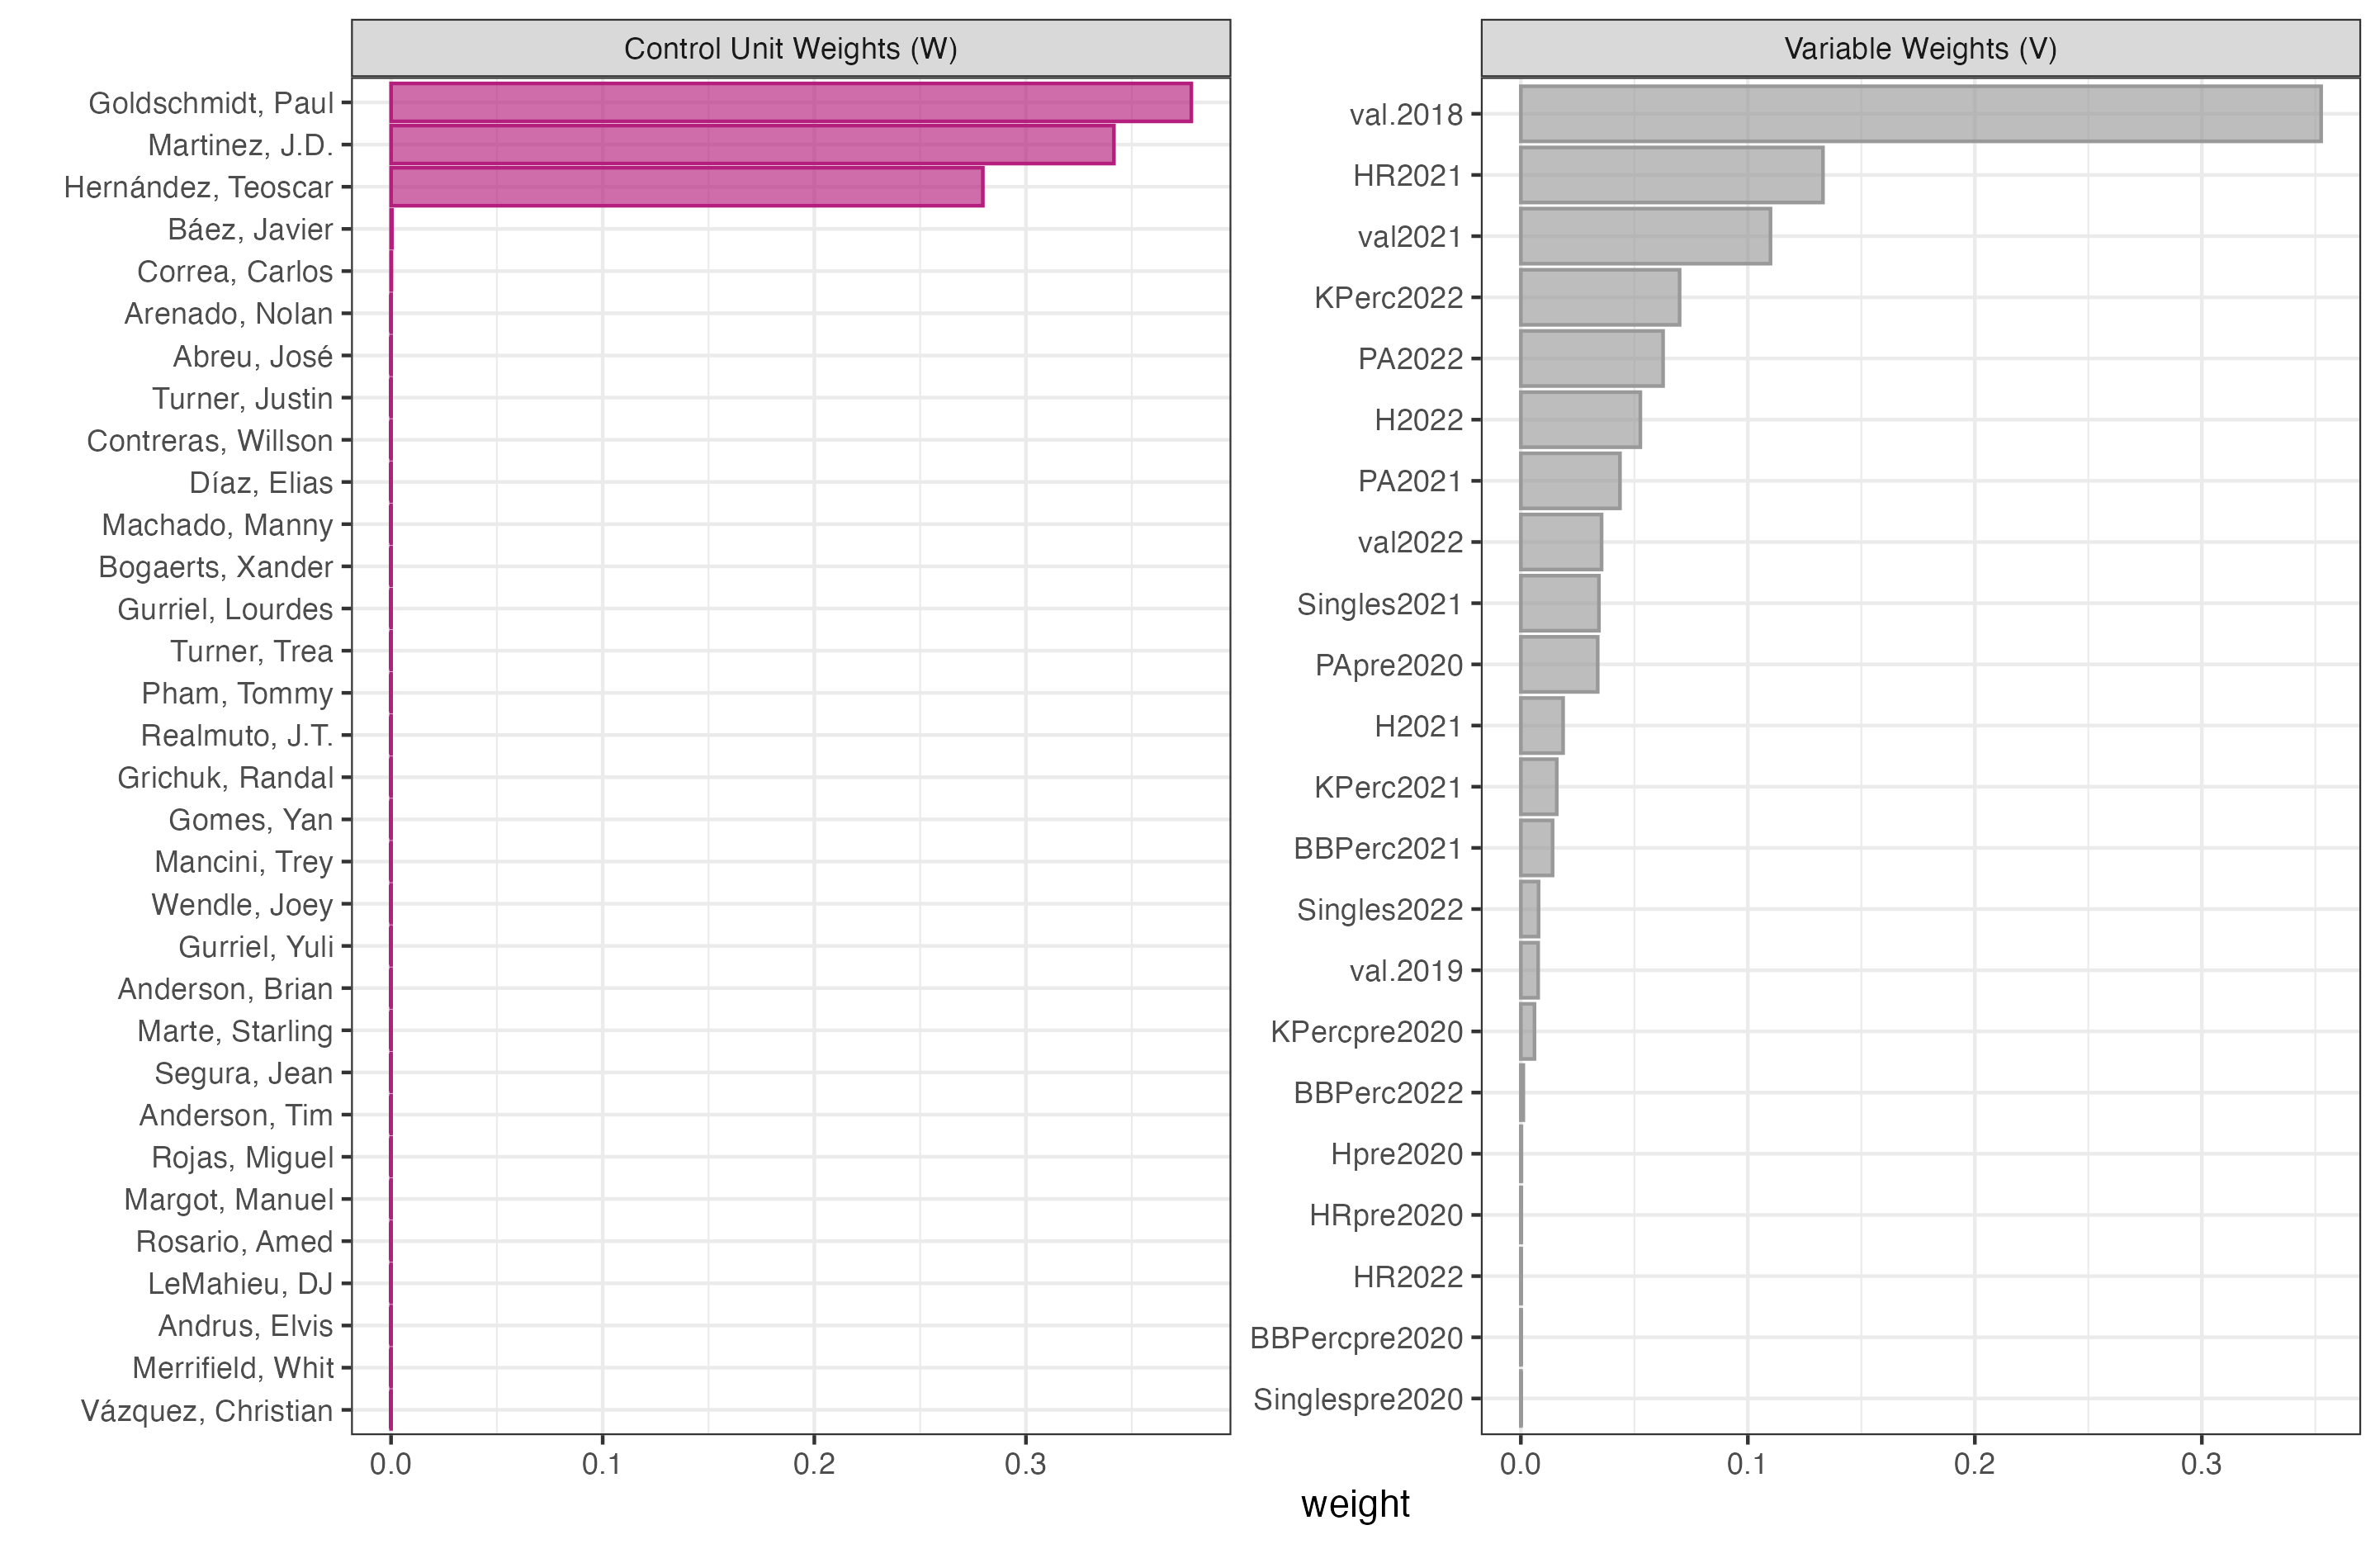 Control Unit Weights (W)
Goldschmidt, Paul
Martinez, J.D.
Hernández, Teoscar
Báez, Javier
Correa, Carlos
Arenado, Nolan
Abreu, José
Turner, Justin
Contreras, Willson
Díaz, Elias
Machado, Manny
Bogaerts, Xander
Gurriel, Lourdes
Turner, Trea
Pham, Tommy
Realmuto, J.T.
Grichuk, Randal
Gomes, Yan
Mancini, Trey
Wendle, Joey
Gurriel, Yuli
Anderson, Brian
Marte, Starling
Segura, Jean
Anderson, Tim
Rojas, Miguel
Margot, Manuel
Rosario, Amed
LeMahieu, DJ
Andrus, Elvis
Merrifield, Whit
Vázquez, Christian
0.0 0.1 0.2 0.3
Variable Weights (V)
val.2018
HR2021
val2021
KPerc2022
PA2022
H2022
PA2021
val2022
Singles2021
PApre2020
H2021
KPerc2021
BBPerc2021
Singles2022
val.2019
KPercpre2020
BBPerc2022
Hpre2020
HRpre2020
HR2022
BBPercpre2020
Singlespre2020
0.0 0.1 0.2 0.3
weight